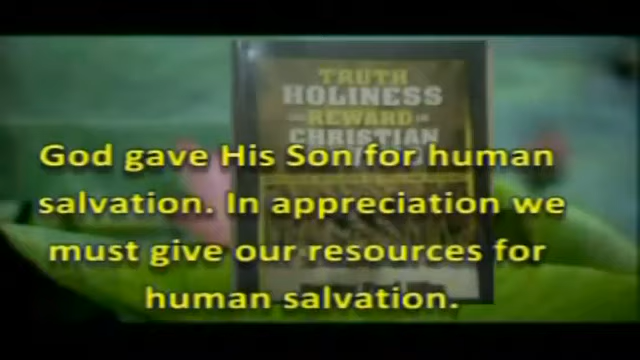 TRUTH
HOLINESS
REWARD
CHRISTIAN
God gave His Son for human
salvation. In appreciation we
must give our resources for
human salvation.